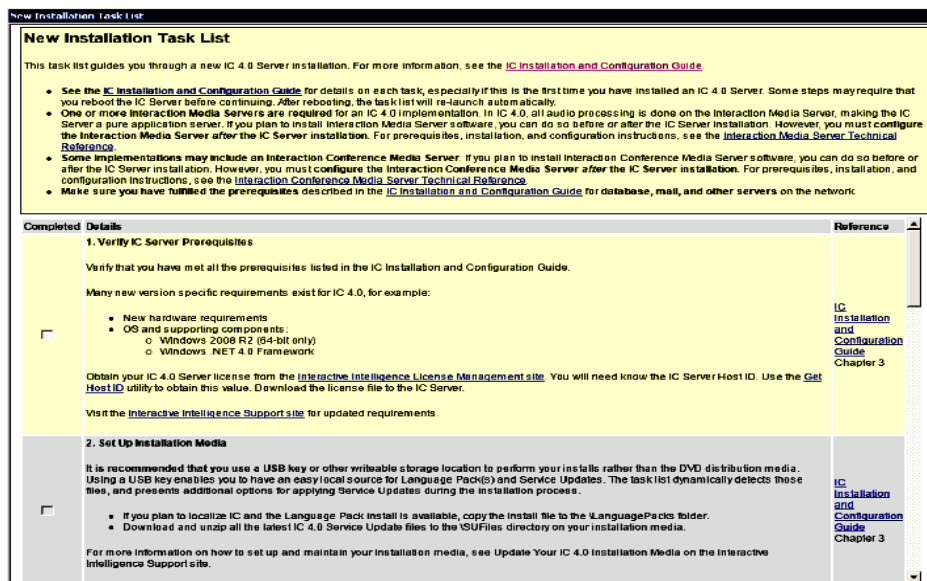 New Installation Task List
New Installation Task List
This task list guides you through a new IC 4.0 Server installation. For more information, see the IC Installation and Configuration Guide.
• See the IC Installation and Configuration Guide for details on each task, especially if this is the first time you have installed an IC 4.0 Server. Some steps may require that
you reboot the IC Server before continuing. After rebooting, the task list will re-launch automatically.
• One or more Interaction Media Servers are required for an IC 4.0 implementation. In IC 4.0, all audio processing is done on the Interaction Media Server, making the IC
Server a pure application server. If you plan to install Interaction Media Server software, you can do so before or after the IC Server installation. However, you must configure
the Interaction Media Server after the IC Server installation. For prerequisites, installation, and configuration instructions, see the Interaction Media Server Technical
Reference.
• Some implementations may include an Interaction Conference Media Server. If you plan to install Interaction Conference Media Server software, you can do so before or
after the IC Server installation. However, you must configure the Interaction Conference Media Server after the IC Server installation. For prerequisites, installation, and
configuration instructions, see the Interaction Conference Media Server Technical Reference.
• Make sure you have fulfilled the prerequisites described in the IC Installation and Configuration Guide for database, mail, and other servers on the network
Completed Details Reference
1. Verify IC Server Prerequisites
Verify that you have met all the prerequisites listed in the IC Installation and Configuration Guide.
Many new version specific requirements exist for IC 4.0, for example:
• New hardware requirements
• OS and supporting components:
o Windows 2008 R2 (64-bit only)
o Windows .NET 4.0 Framework
Obtain your IC 4.0 Server license from the Interactive Intelligence License Management site. You will need know the IC Server Host ID. Use the Get
Host ID utility to obtain this value. Download the license file to the IC Server.
Visit the Interactive Intelligence Support site for updated requirements.
IC
Installation
and
Configuration
Guide
Chapter 3
2. Set Up Installation Media
It is recommended that you use a USB key or other writeable storage location to perform your installs rather than the DVD distribution media.
Using a USB key enables you to have an easy local source for Language Pack(s) and Service Updates. The task list dynamically detects those
files, and presents additional options for applying Service Updates during the installation process.
• If you plan to localize IC and the Language Pack install is available, copy the install file to the \LanguagePacks folder.
• Download and unzip all the latest IC 4.0 Service Update files to the \SUFiles directory on your installation media.
For more information on how to set up and maintain your installation media, see Update Your IC 4.0 Installation Media on the Interactive
Intelligence Support site.
IC
Installation
and
Configuration
Guide
Chapter 3